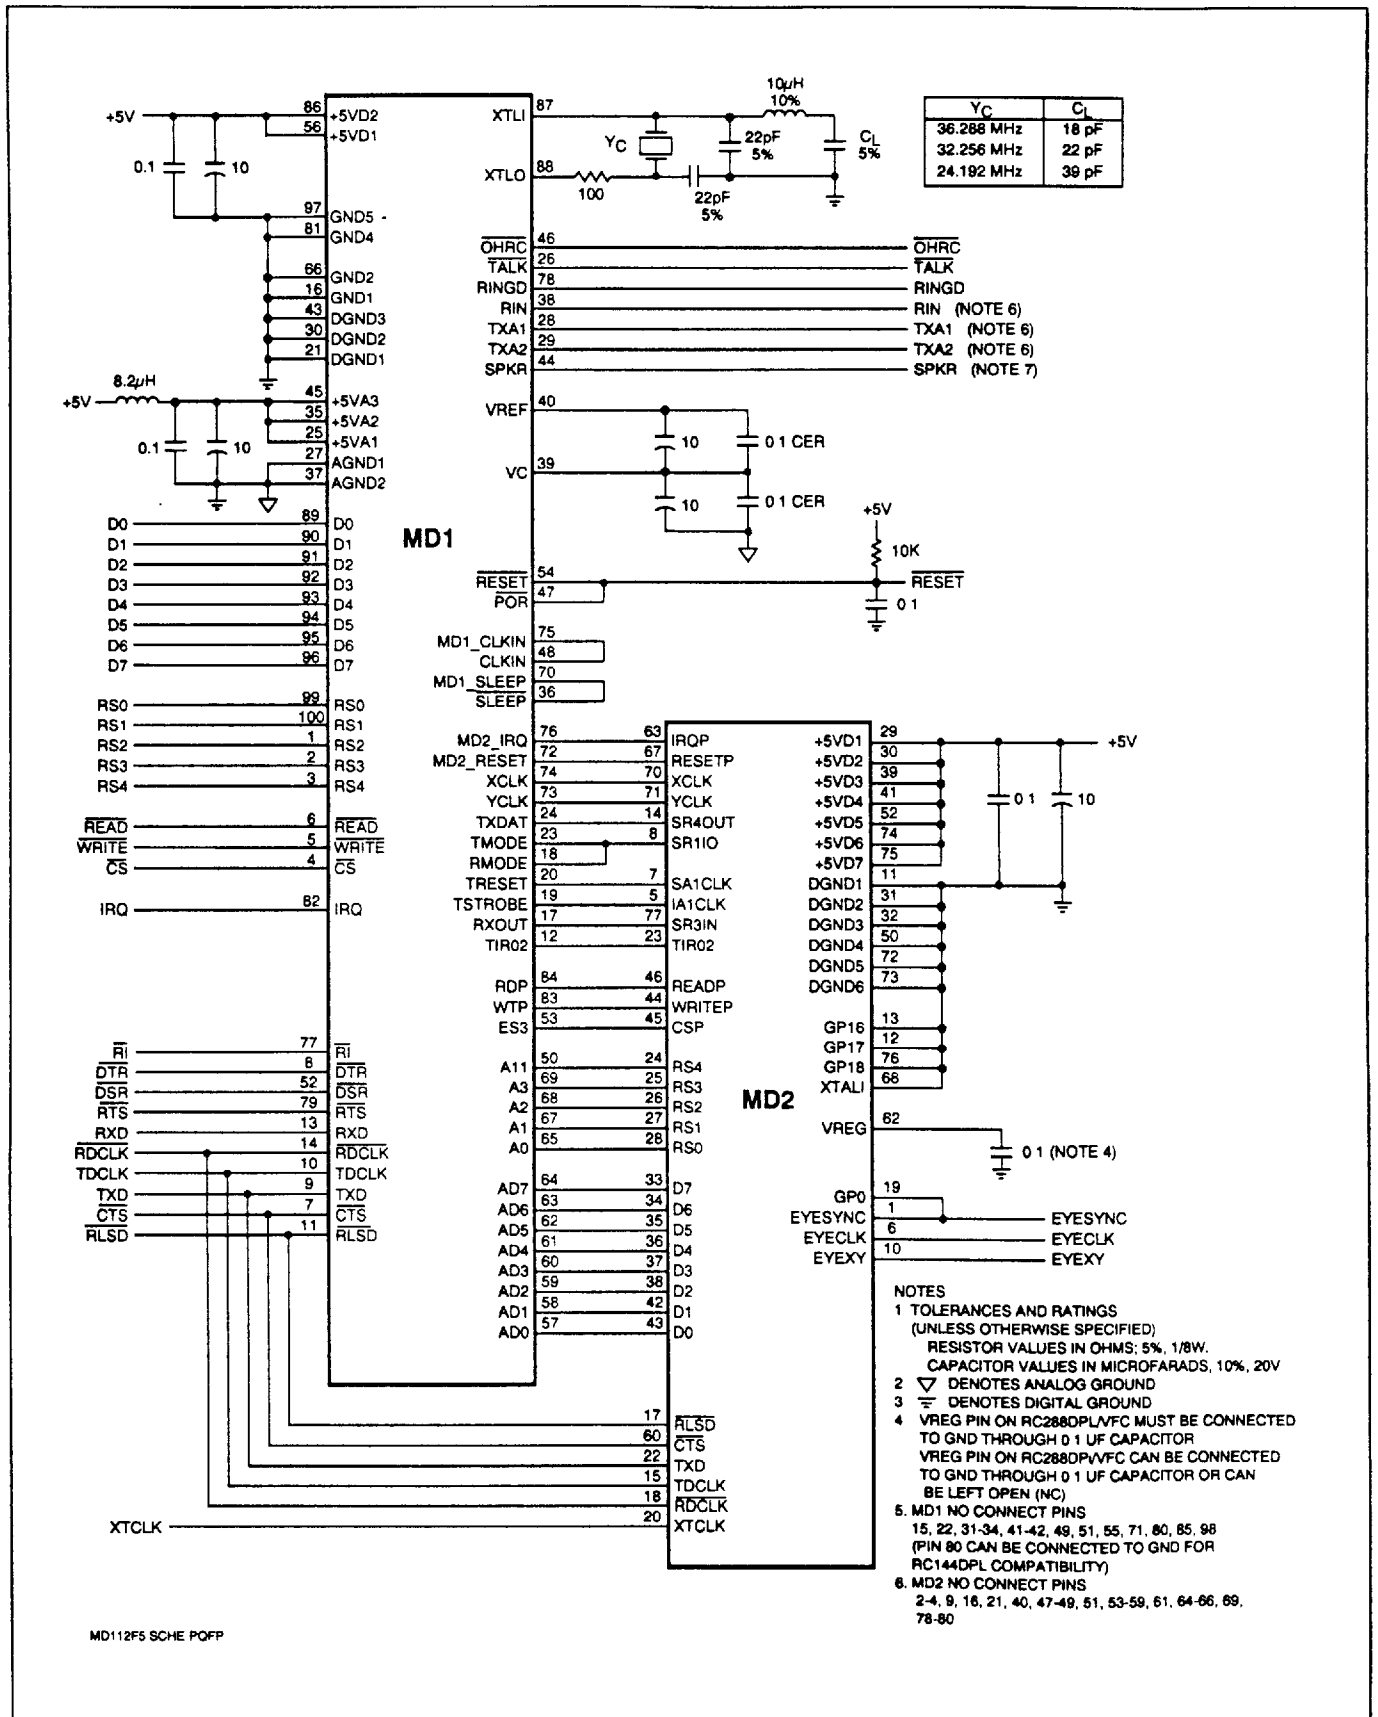 10µH
10%
Y_C C_L
36.288 MHz 18 pF
32.256 MHz 22 pF
24.192 MHz 39 pF
+5V
86 +5VD2
56 +5VD1
0.1
10
97 GND5 -
81 GND4
66 GND2
16 GND1
43 DGND3
30 DGND2
21 DGND1
8.2µH
+5V
45 +5VA3
35 +5VA2
25 +5VA1
27 AGND1
37 AGND2
0.1
10
D0 89 D0
D1 90 D1
D2 91 D2
D3 92 D3
D4 93 D4
D5 94 D5
D6 95 D6
D7 96 D7
RS0 99 RS0
RS1 100 RS1
RS2 1 RS2
RS3 2 RS3
RS4 3 RS4
READ 6 READ
WRITE 5 WRITE
CS 4 CS
IRQ 82 IRQ
RI 77 RI
DTR 8 DTR
DSR 52 DSR
RTS 79 RTS
RXD 13 RXD
RDCLK 14 RDCLK
TDCLK 10 TDCLK
TXD 9 TXD
CTS 7 CTS
RLSD 11 RLSD
MD1
XTLI 87
Y_C
22pF
5%
C_L
5%
XTLO 88
100
22pF
5%
OHRC 46 OHRC
TALK 26 TALK
RINGD 78 RINGD
RIN 38 RIN (NOTE 6)
TXA1 28 TXA1 (NOTE 6)
TXA2 29 TXA2 (NOTE 6)
SPKR 44 SPKR (NOTE 7)
VREF 40
10
0 1 CER
VC 39
10
0 1 CER
+5V
10K
RESET 54 RESET
POR 47
0 1
MD1_CLKIN 75
CLKIN 48
MD1_SLEEP 70
SLEEP 36
MD2_IRQ 76 63 IRQP
MD2_RESET 72 67 RESETP
XCLK 74 70 XCLK
YCLK 73 71 YCLK
TXDAT 24 14 SR4OUT
TMODE 23 8 SR1IO
RMODE 18
TRESET 20 7 SA1CLK
TSTROBE 19 5 IA1CLK
RXOUT 17 77 SR3IN
TIR02 12 23 TIR02
RDP 84 46 READP
WTP 83 44 WRITEP
ES3 53 45 CSP
A11 50 24 RS4
A3 69 25 RS3
A2 68 26 RS2
A1 67 27 RS1
A0 65 28 RS0
AD7 64 33 D7
AD6 63 34 D6
AD5 62 35 D5
AD4 61 36 D4
AD3 60 37 D3
AD2 59 38 D2
AD1 58 42 D1
AD0 57 43 D0
17 RLSD
60 CTS
22 TXD
15 TDCLK
18 RDCLK
XTCLK 20 XTCLK
MD2
+5VD1 29 +5V
+5VD2 30
+5VD3 39
+5VD4 41
+5VD5 52
+5VD6 74
+5VD7 75
0 1
10
DGND1 11
DGND2 31
DGND3 32
DGND4 50
DGND5 72
DGND6 73
GP16 13
GP17 12
GP18 76
XTALI 68
VREG 62
0 1 (NOTE 4)
GP0 19
EYESYNC 1 EYESYNC
EYECLK 6 EYECLK
EYEXY 10 EYEXY
NOTES
1 TOLERANCES AND RATINGS
(UNLESS OTHERWISE SPECIFIED)
RESISTOR VALUES IN OHMS; 5%, 1/8W.
CAPACITOR VALUES IN MICROFARADS, 10%, 20V
2 DENOTES ANALOG GROUND
3 DENOTES DIGITAL GROUND
4 VREG PIN ON RC288DPL/VFC MUST BE CONNECTED
TO GND THROUGH 0 1 UF CAPACITOR
VREG PIN ON RC288DPI/VFC CAN BE CONNECTED
TO GND THROUGH 0 1 UF CAPACITOR OR CAN
BE LEFT OPEN (NC)
5. MD1 NO CONNECT PINS
15, 22, 31-34, 41-42, 49, 51, 55, 71, 80, 85, 98
(PIN 80 CAN BE CONNECTED TO GND FOR
RC144DPL COMPATIBILITY)
6. MD2 NO CONNECT PINS
2-4, 9, 16, 21, 40, 47-49, 51, 53-59, 61, 64-66, 69,
78-80
MD112F5 SCHE PQFP